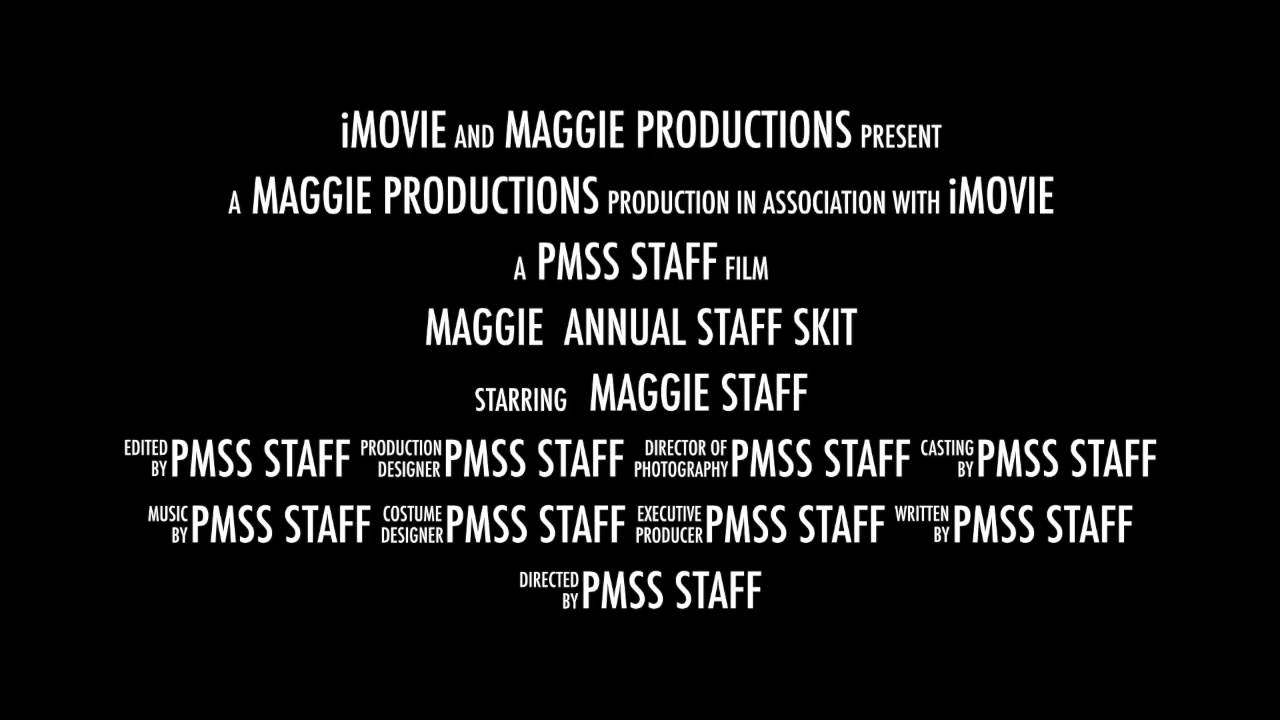 iMOVIE AND MAGGIE PRODUCTIONS PRESENT
A MAGGIE PRODUCTIONS PRODUCTION IN ASSOCIATION WITH iMOVIE
A PMSS STAFF FILM
MAGGIE ANNUAL STAFF SKIT
STARRING MAGGIE STAFF
EDITED BY PMSS STAFF PRODUCTION DESIGNER PMSS STAFF DIRECTOR OF PHOTOGRAPHY PMSS STAFF CASTING BY PMSS STAFF
MUSIC BY PMSS STAFF COSTUME DESIGNER PMSS STAFF EXECUTIVE PRODUCER PMSS STAFF WRITTEN BY PMSS STAFF
DIRECTED BY PMSS STAFF